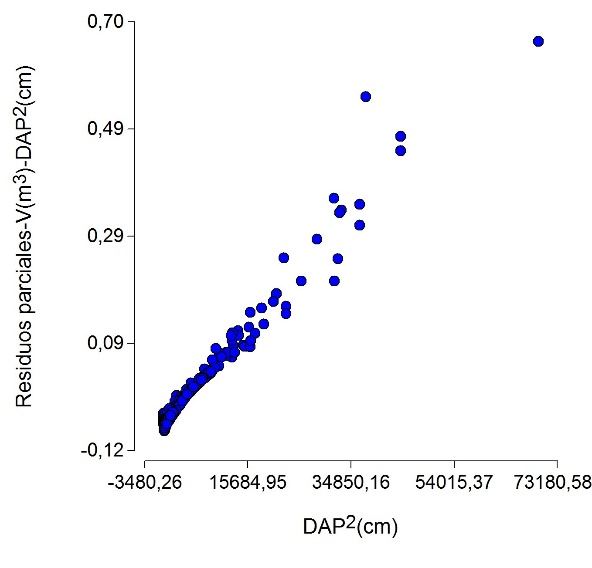 0,70
0,49
0,29
0,09
-0,12
Residuos parciales-V(m³)-DAP²(cm)
-3480,26 15684,95 34850,16 54015,37 73180,58
DAP²(cm)